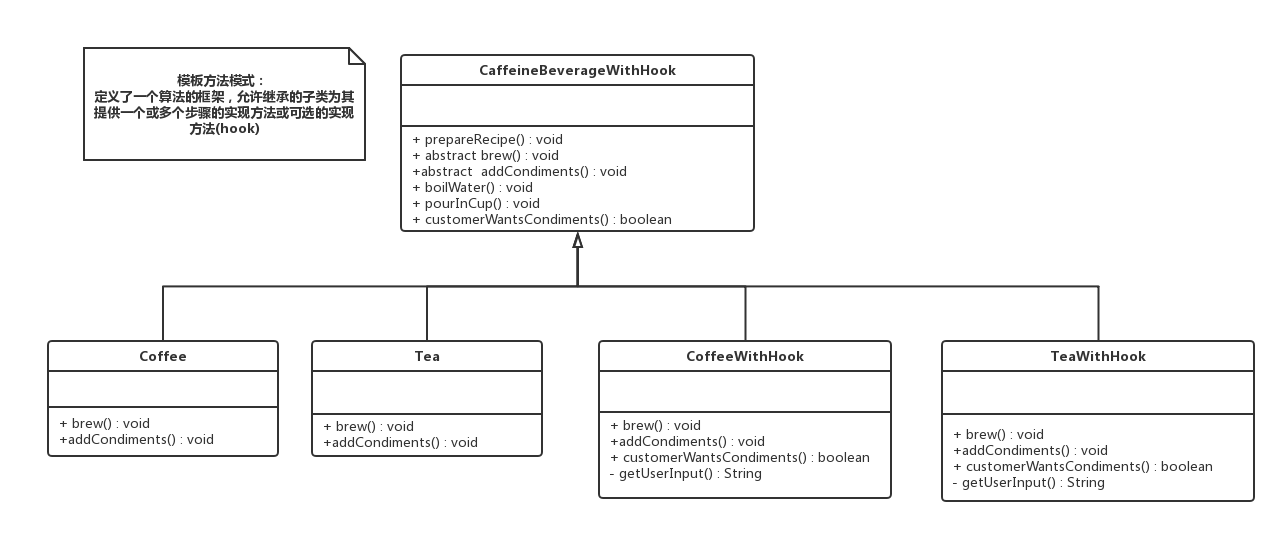 模板方法模式：
定义了一个算法的框架，允许继承的子类为其
提供一个或多个步骤的实现方法或可选的实现
方法(hook)
CaffeineBeverageWithHook
+ prepareRecipe() : void
+ abstract brew() : void
+abstract  addCondiments() : void
+ boilWater() : void
+ pourInCup() : void
+ customerWantsCondiments() : boolean
Coffee
+ brew() : void
+addCondiments() : void
Tea
+ brew() : void
+addCondiments() : void
CoffeeWithHook
+ brew() : void
+addCondiments() : void
+ customerWantsCondiments() : boolean
- getUserInput() : String
TeaWithHook
+ brew() : void
+addCondiments() : void
+ customerWantsCondiments() : boolean
- getUserInput() : String